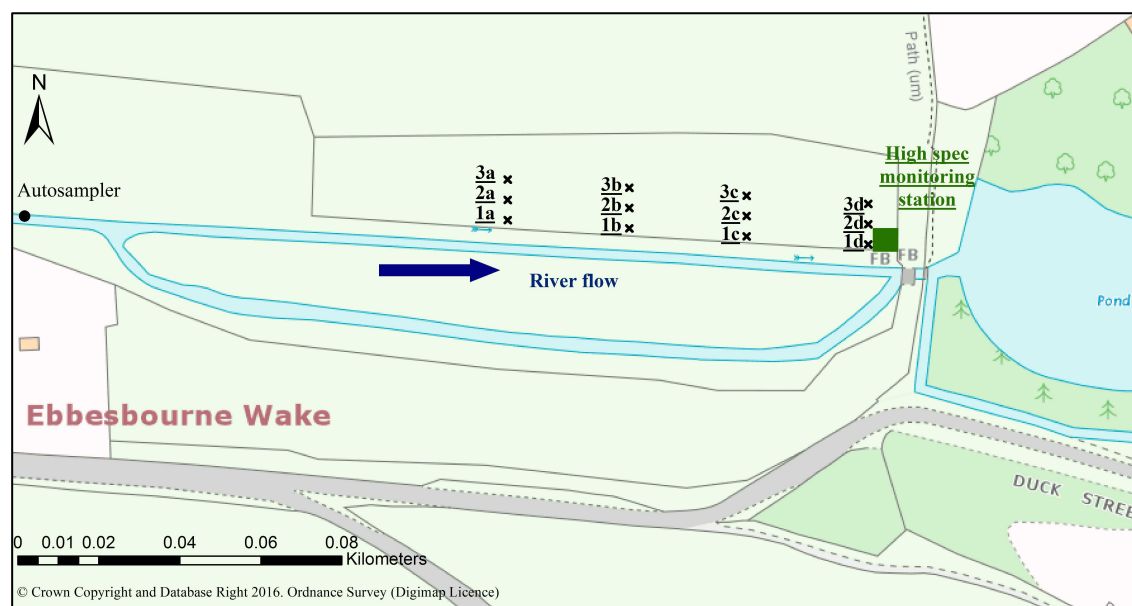 N
Path (um)
Autosampler
High spec
monitoring
station
3a
2a
1a
3b
2b
1b
3c
2c
1c
3d
2d
1d
FB FB
River flow
Pond
Ebbesbourne Wake
DUCK STREE
0 0.01 0.02 0.04 0.06 0.08
Kilometers
© Crown Copyright and Database Right 2016. Ordnance Survey (Digimap Licence)